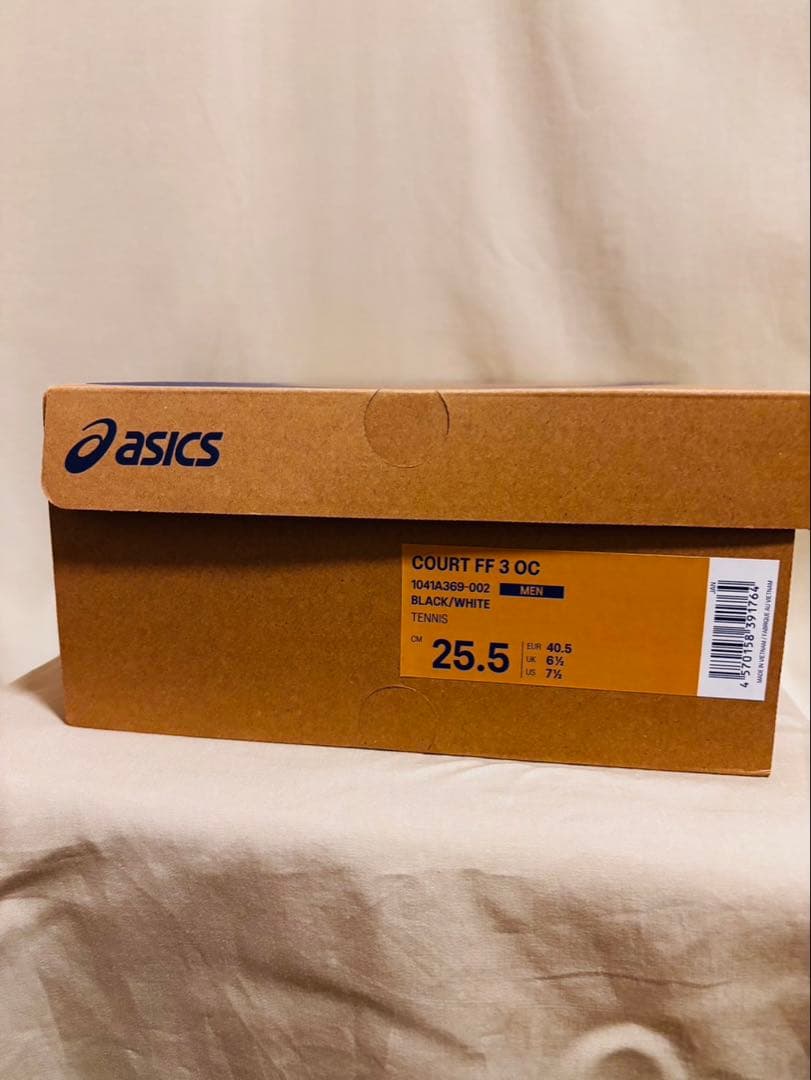 asics
COURT FF 3 OC
1041A369-002 MEN
BLACK/WHITE
TENNIS
CM 25.5
EUR 40.5
UK 6½
US 7½
JAN
4 570158 391764
MADE IN VIETNAM / FABRIQUE AU VIETNAM